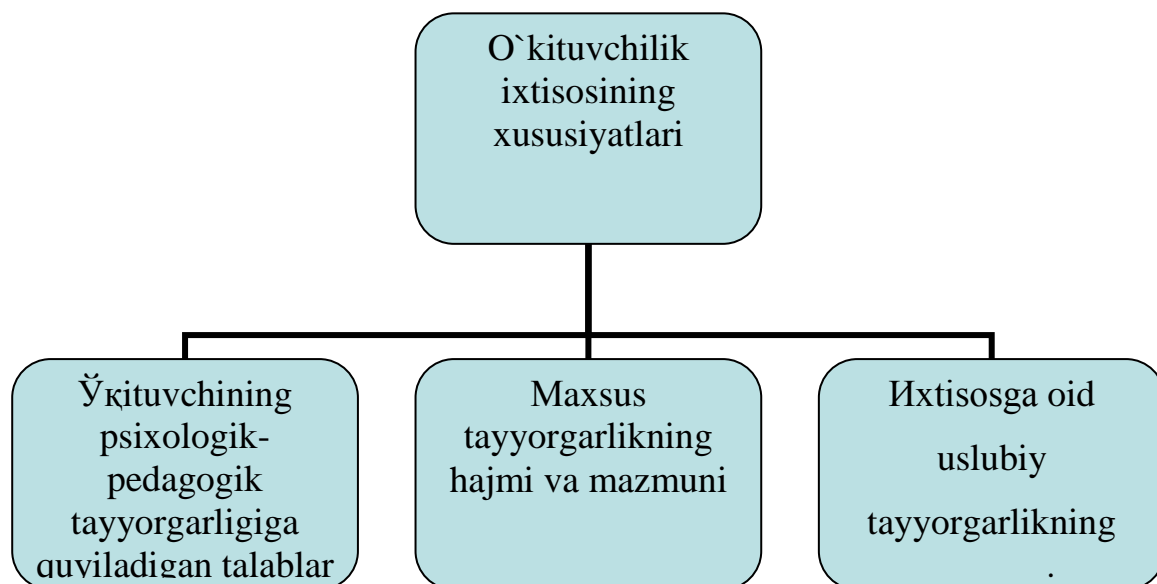 O`kituvchilik
ixtisosining
xususiyatlari
Ўқituvchining
psixologik-
pedagogik
tayyorgarligiga
quyiladigan talablar
Maxsus
tayyorgarlikning
hajmi va mazmuni
Иxtisosga oid
uslubiy
tayyorgarlikning